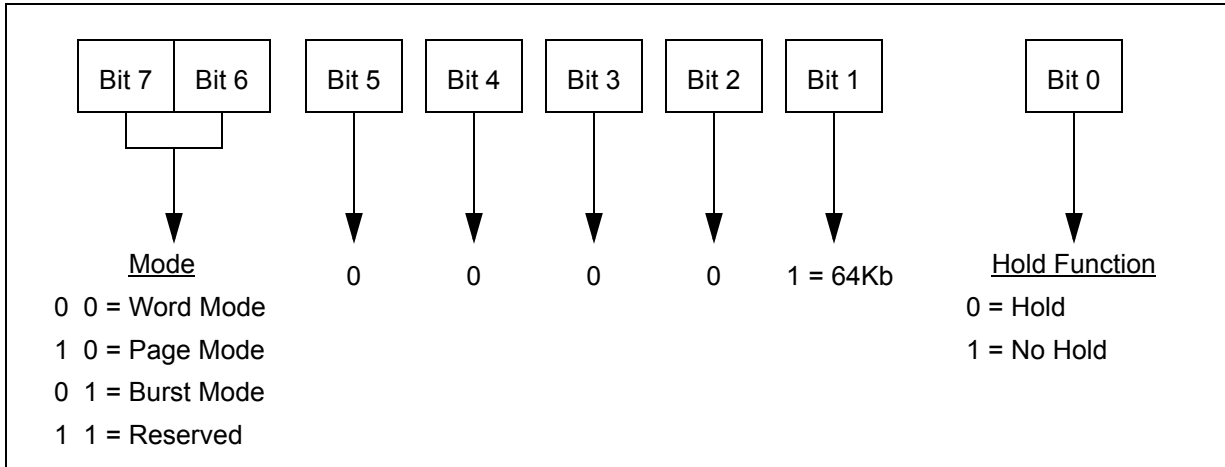 Bit 7 Bit 6 Bit 5 Bit 4 Bit 3 Bit 2 Bit 1 Bit 0
Mode 0 0 0 0 1 = 64Kb Hold Function
0 0 = Word Mode 0 = Hold
1 0 = Page Mode 1 = No Hold
0 1 = Burst Mode
1 1 = Reserved